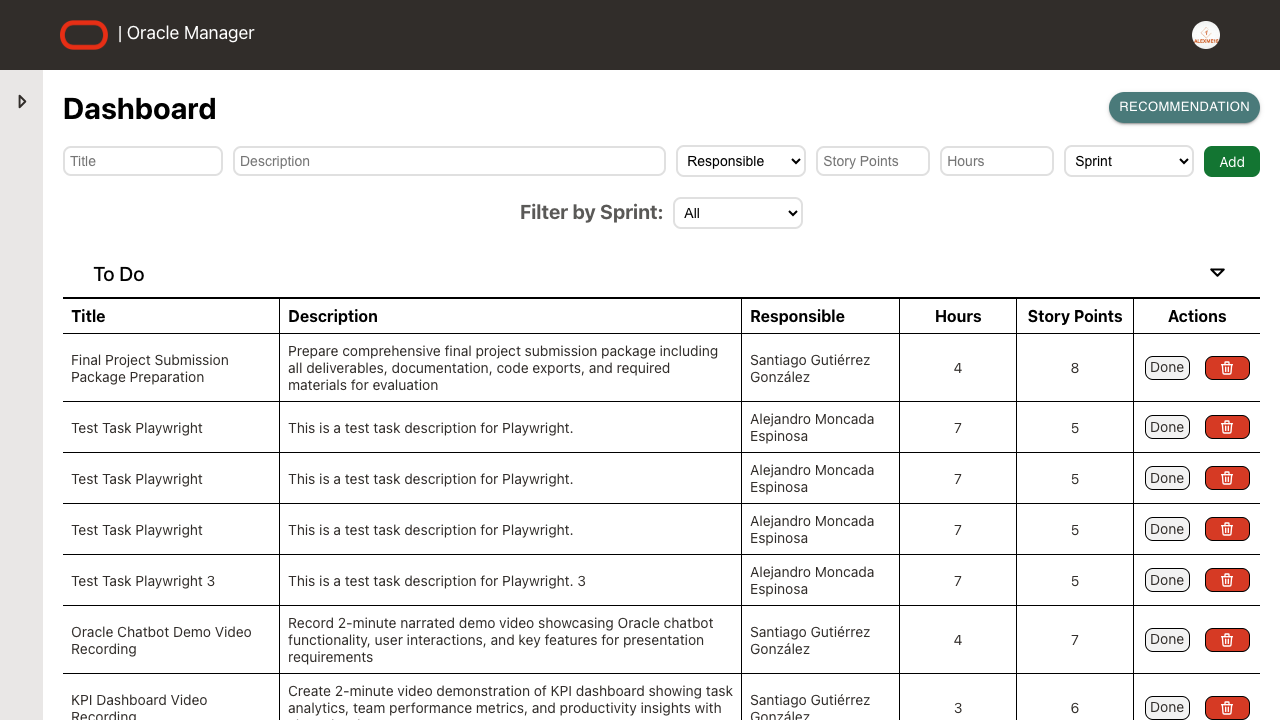 | Oracle Manager
Dashboard
RECOMMENDATION
Title
Description
Responsible
Story Points
Hours
Sprint
Add
Filter by Sprint:
All
To Do
Title
Description
Responsible
Hours
Story Points
Actions
Final Project Submission
Package Preparation
Prepare comprehensive final project submission package including
all deliverables, documentation, code exports, and required
materials for evaluation
Santiago Gutiérrez
González
4
8
Done
Test Task Playwright
This is a test task description for Playwright.
Alejandro Moncada
Espinosa
7
5
Done
Test Task Playwright
This is a test task description for Playwright.
Alejandro Moncada
Espinosa
7
5
Done
Test Task Playwright
This is a test task description for Playwright.
Alejandro Moncada
Espinosa
7
5
Done
Test Task Playwright 3
This is a test task description for Playwright. 3
Alejandro Moncada
Espinosa
7
5
Done
Oracle Chatbot Demo Video
Recording
Record 2-minute narrated demo video showcasing Oracle chatbot
functionality, user interactions, and key features for presentation
requirements
Santiago Gutiérrez
González
4
7
Done
KPI Dashboard Video
Recording
Create 2-minute video demonstration of KPI dashboard showing task
analytics, team performance metrics, and productivity insights with
Santiago Gutiérrez
González
3
6
Done